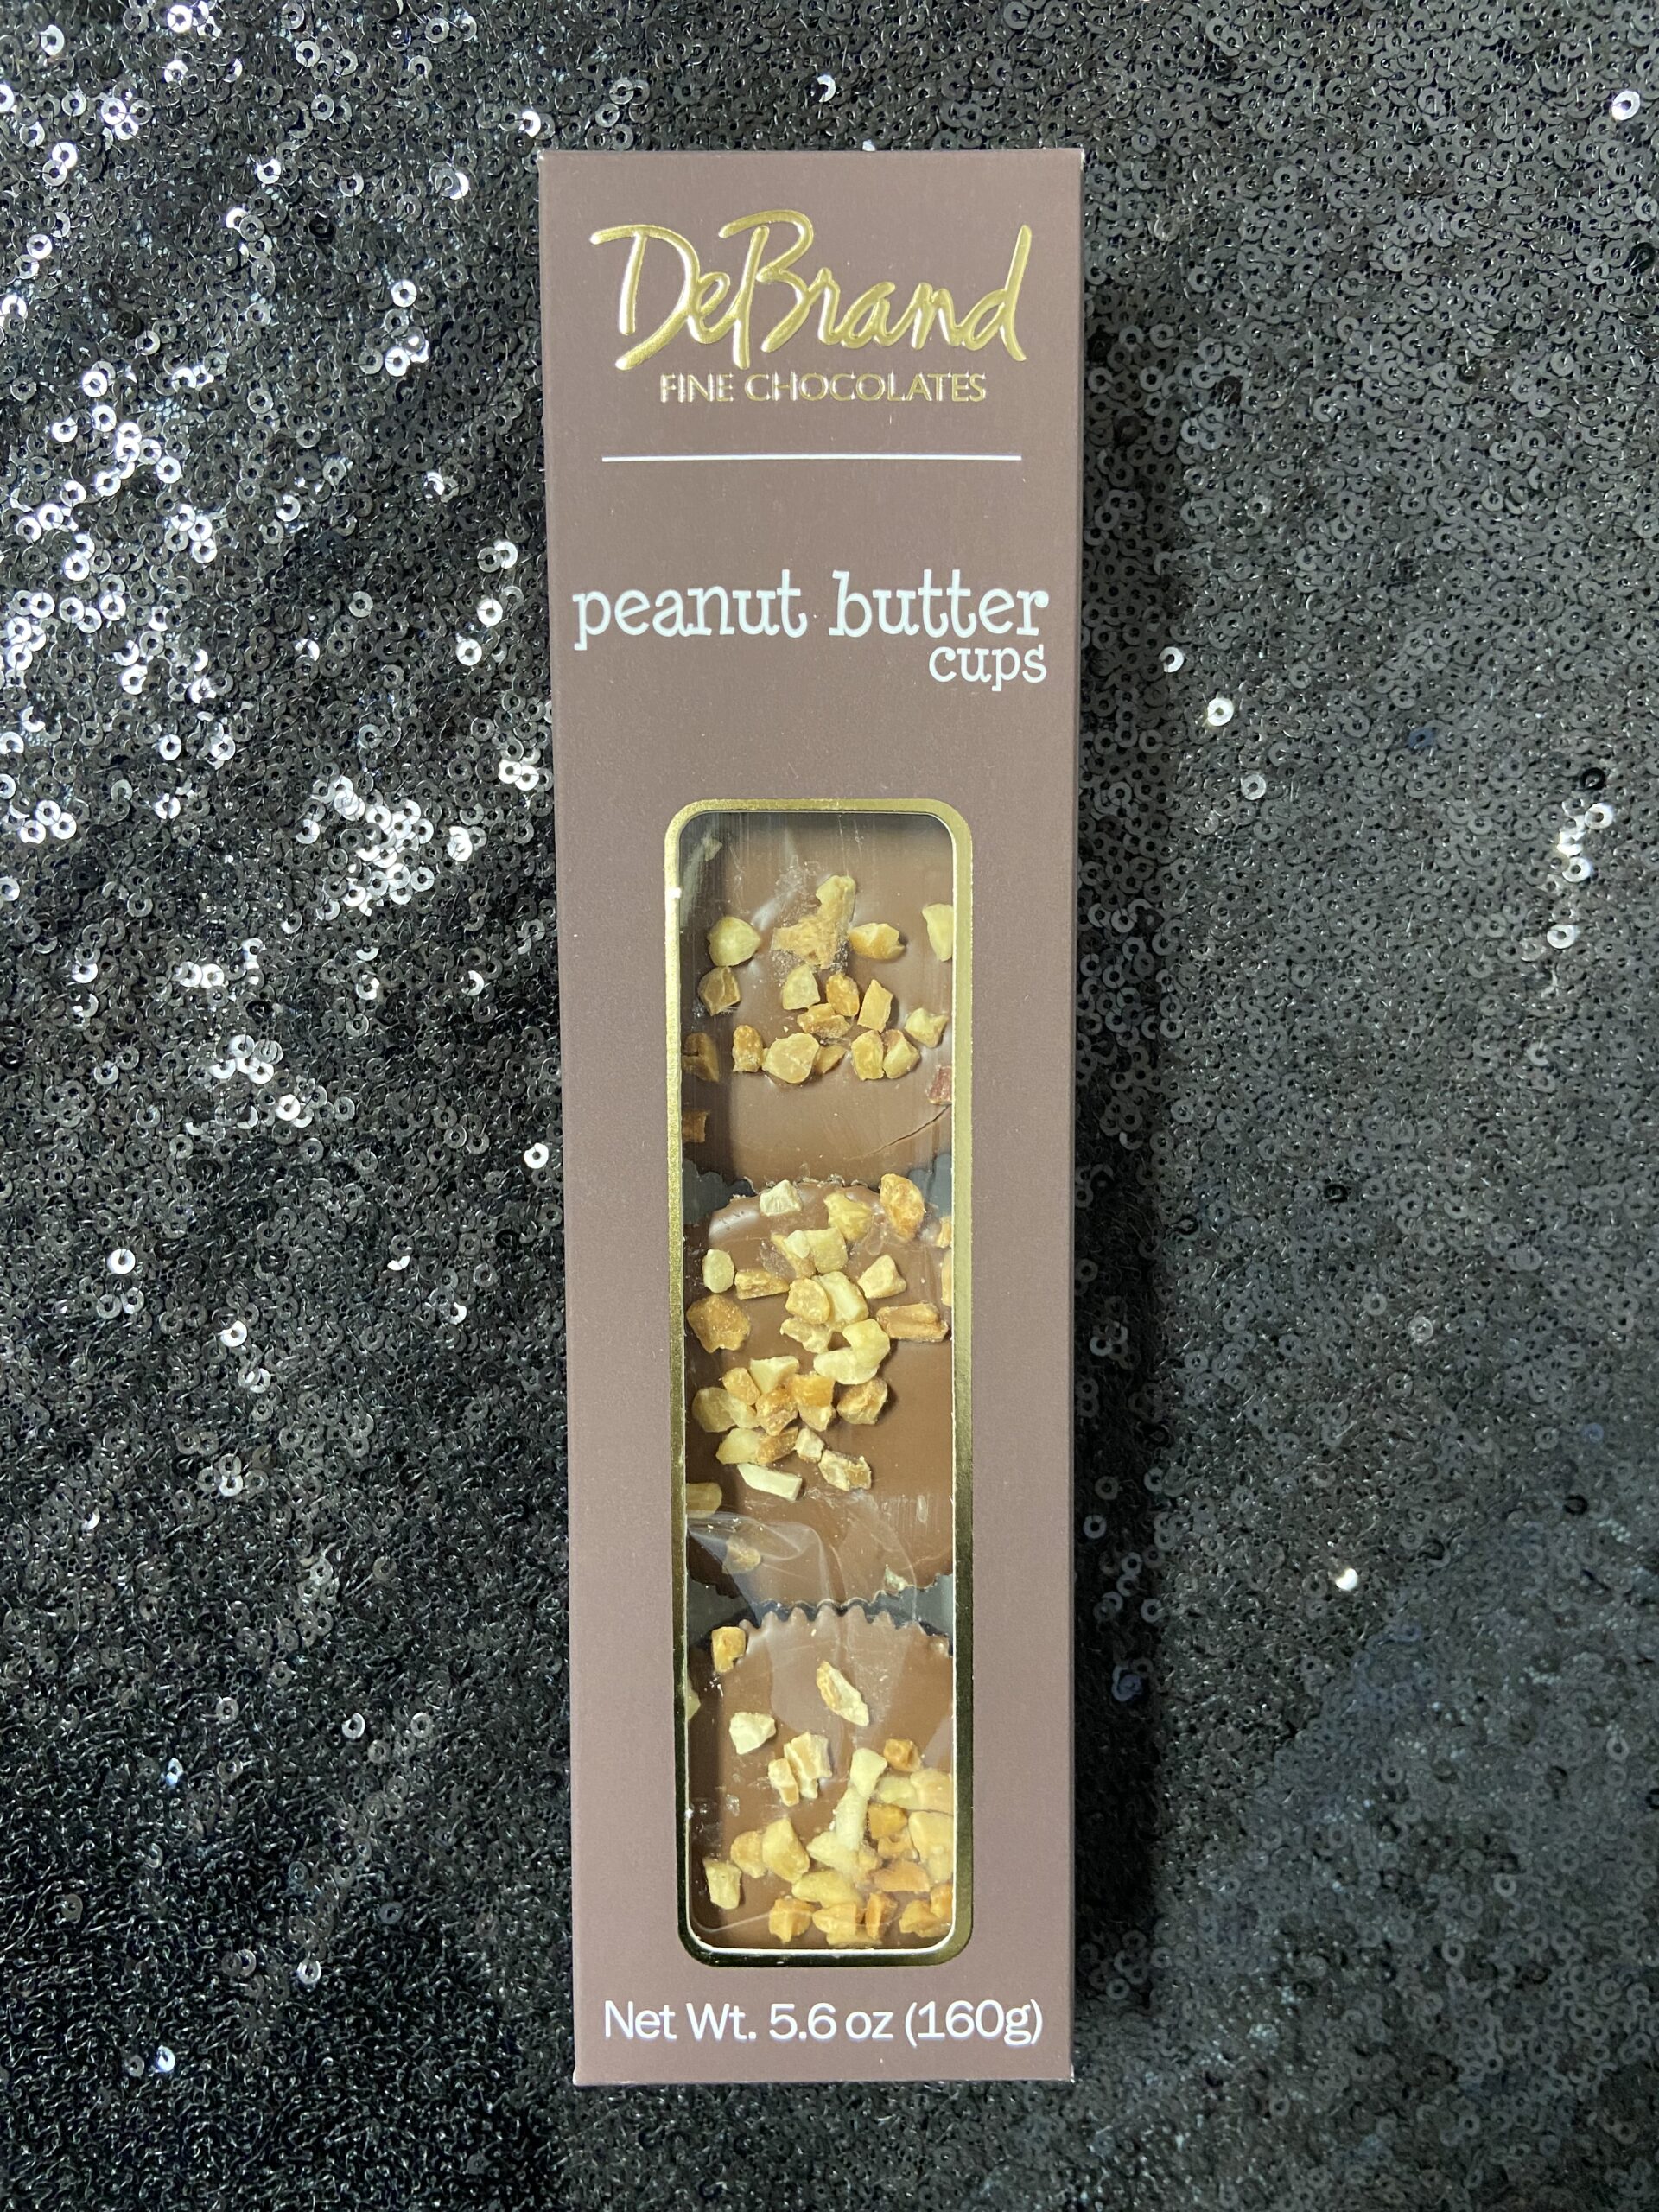 DeBrand
FINE CHOCOLATES
peanut butter
cups
Net Wt. 5.6 oz (160g)